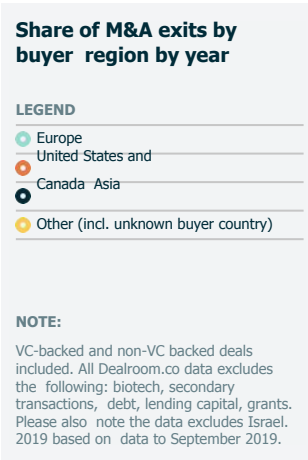 Share of M&A exits by
buyer region by year
LEGEND
Europe
United States and
Canada Asia
Other (incl. unknown buyer country)
NOTE:
VC-backed and non-VC backed deals
included. All Dealroom.co data excludes
the following: biotech, secondary
transactions, debt, lending capital, grants.
Please also note the data excludes Israel.
2019 based on data to September 2019.